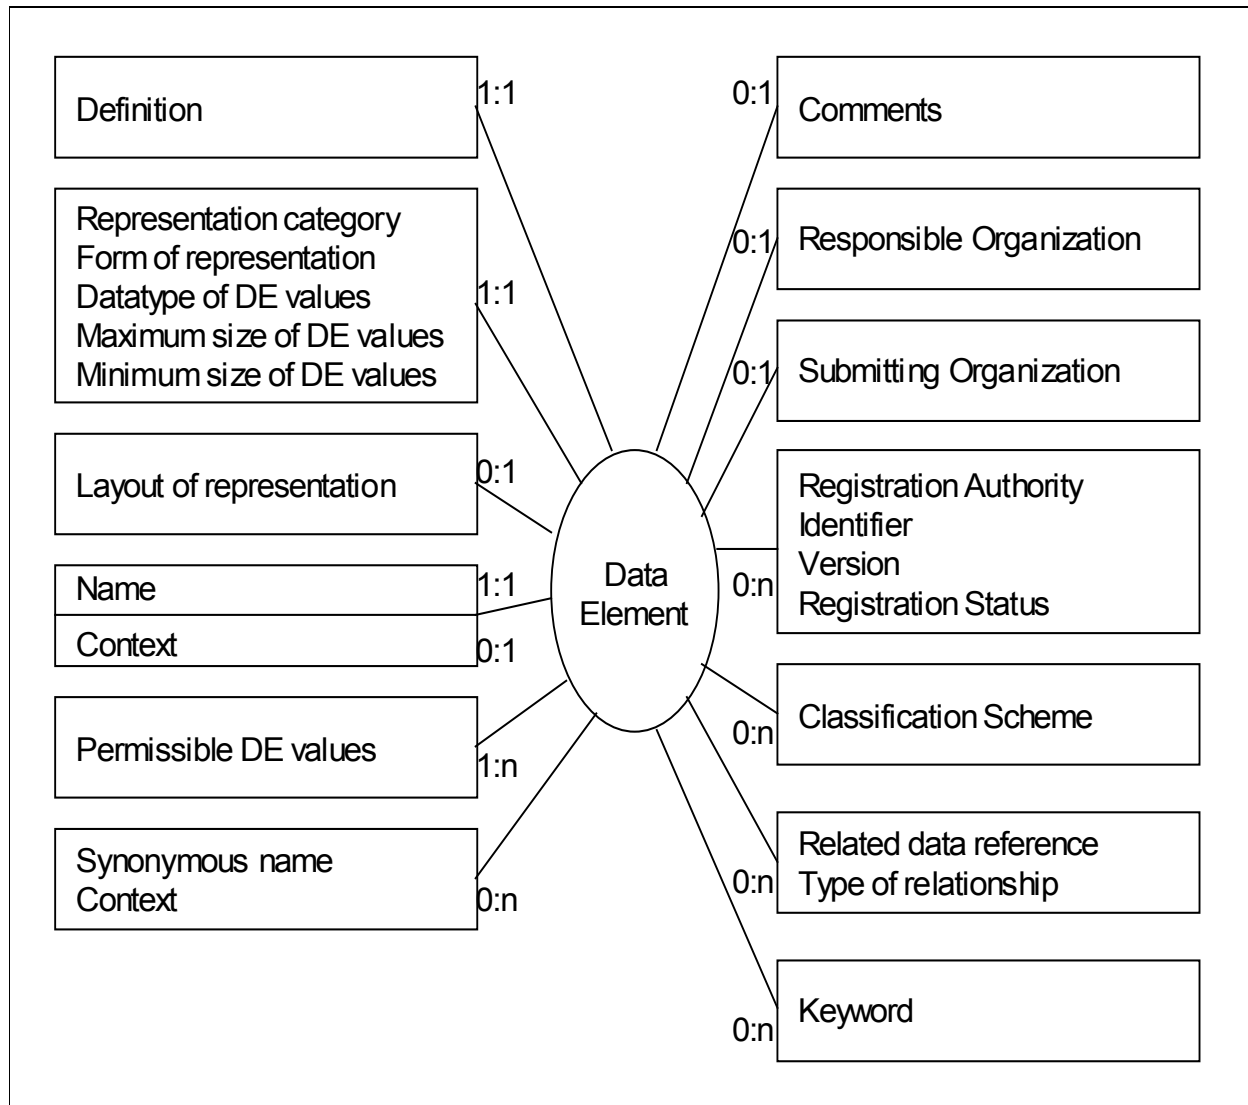 Definition
1:1
Representation category
Form of representation
Datatype of DE values
Maximum size of DE values
Minimum size of DE values
1:1
Layout of representation
0:1
Name
1:1
Context
0:1
Permissible DE values
1:n
Synonymous name
Context
0:n
Data
Element
0:1
Comments
0:1
Responsible Organization
0:1
Submitting Organization
Registration Authority
Identifier
Version
Registration Status
0:n
Classification Scheme
0:n
Related data reference
Type of relationship
0:n
Keyword
0:n